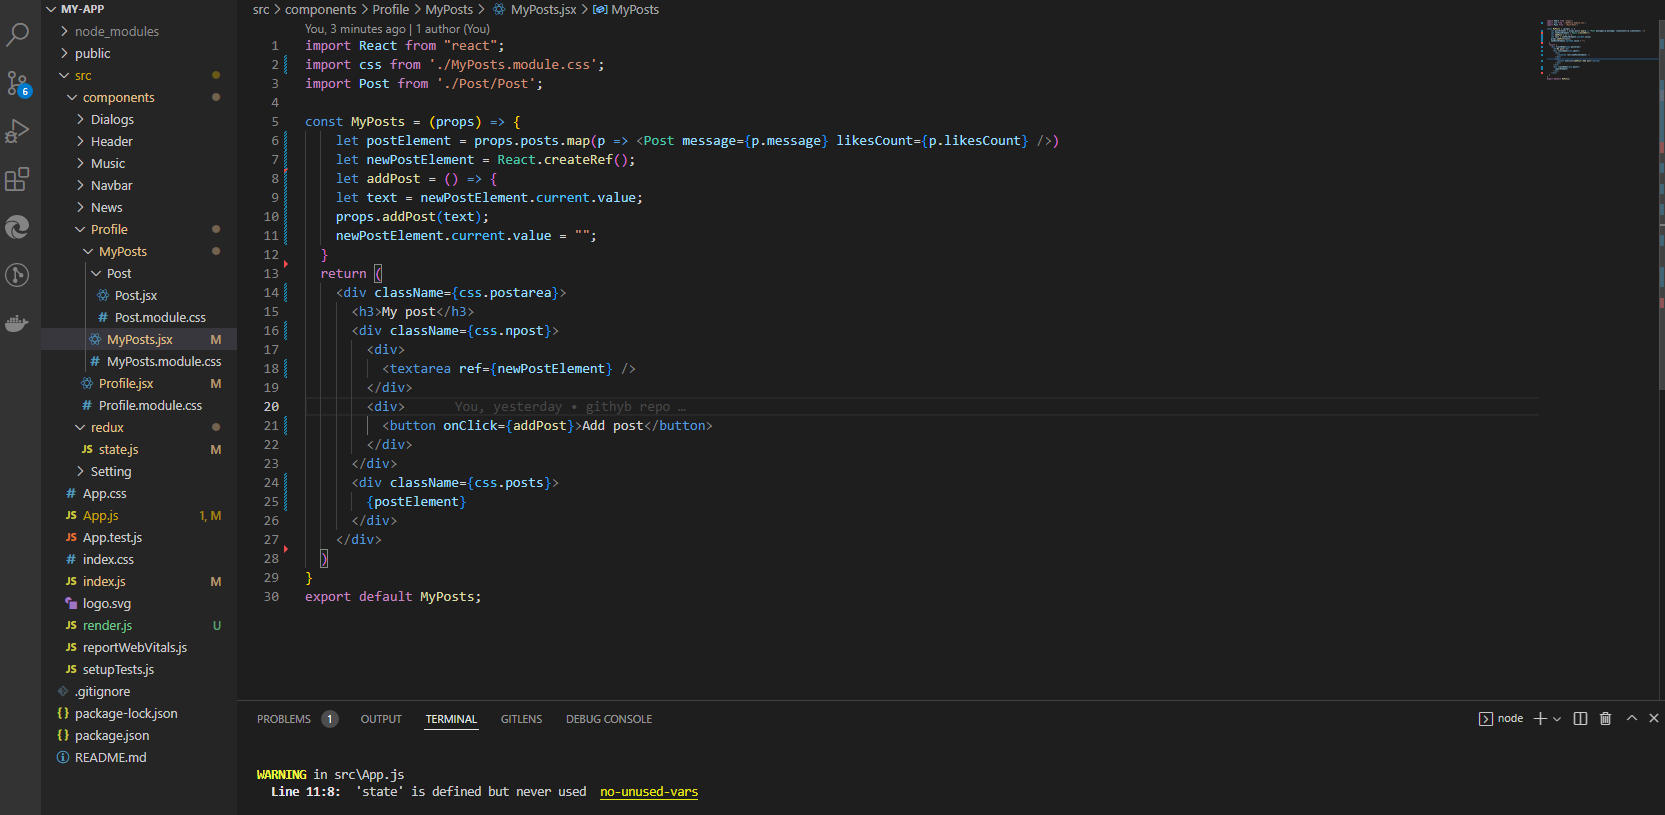 MY-APP
node_modules
public
src
components
Dialogs
Header
Music
Navbar
News
Profile
MyPosts
Post
Post.jsx
# Post.module.css
MyPosts.jsx M
# MyPosts.module.css
Profile.jsx M
# Profile.module.css
redux
JS state.js M
Setting
# App.css
JS App.js 1, M
JS App.test.js
# index.css
JS index.js M
logo.svg
JS render.js U
JS reportWebVitals.js
JS setupTests.js
.gitignore
{} package-lock.json
{} package.json
README.md
6
src > components > Profile > MyPosts > MyPosts.jsx > MyPosts
You, 3 minutes ago | 1 author (You)
1 import React from "react";
2 import css from './MyPosts.module.css';
3 import Post from './Post/Post';
4
5 const MyPosts = (props) => {
6 let postElement = props.posts.map(p => <Post message={p.message} likesCount={p.likesCount} />)
7 let newPostElement = React.createRef();
8 let addPost = () => {
9 let text = newPostElement.current.value;
10 props.addPost(text);
11 newPostElement.current.value = "";
12 }
13 return (
14 <div className={css.postarea}>
15 <h3>My post</h3>
16 <div className={css.npost}>
17 <div>
18 <textarea ref={newPostElement} />
19 </div>
20 <div> You, yesterday • githyb repo …
21 <button onClick={addPost}>Add post</button>
22 </div>
23 </div>
24 <div className={css.posts}>
25 {postElement}
26 </div>
27 </div>
28 )
29 }
30 export default MyPosts;
PROBLEMS 1 OUTPUT TERMINAL GITLENS DEBUG CONSOLE node
WARNING in src\App.js
Line 11:8: 'state' is defined but never used no-unused-vars